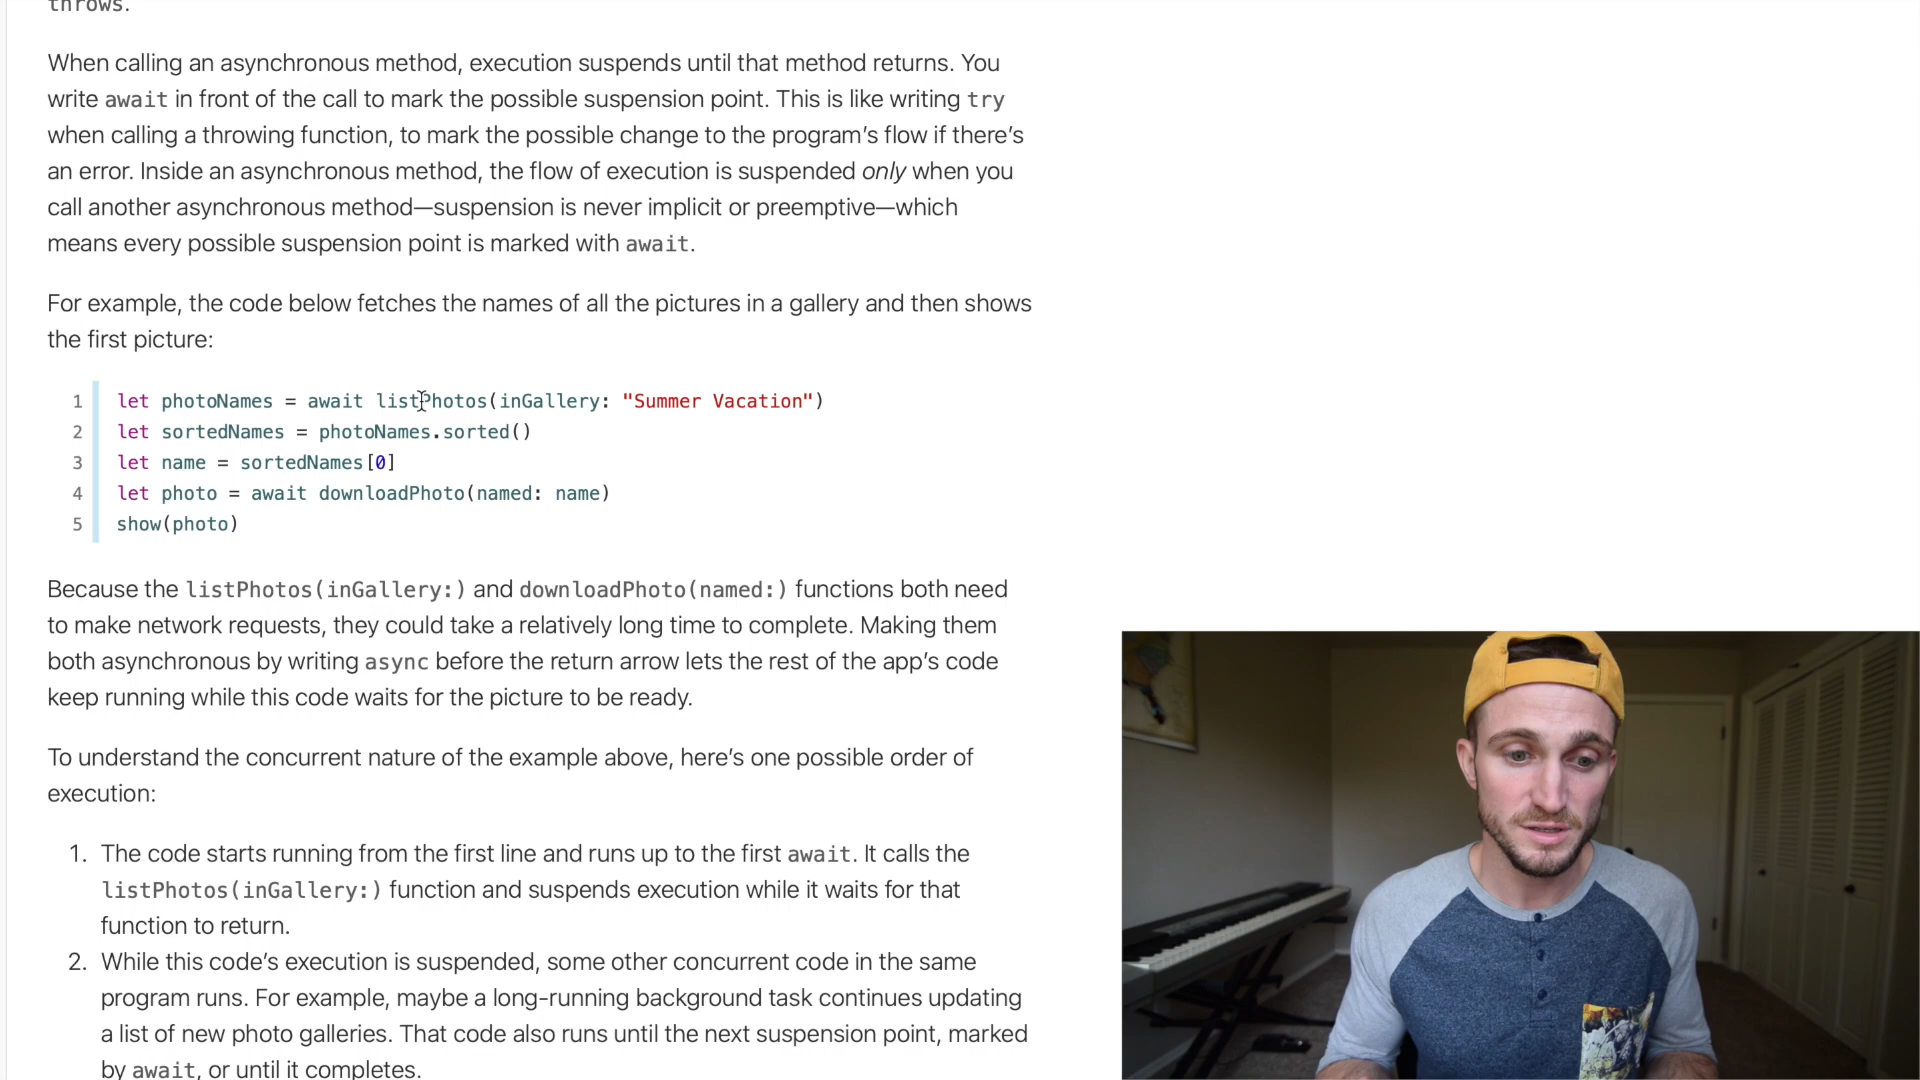 throws.
When calling an asynchronous method, execution suspends until that method returns. You
write await in front of the call to mark the possible suspension point. This is like writing try
when calling a throwing function, to mark the possible change to the program’s flow if there’s
an error. Inside an asynchronous method, the flow of execution is suspended only when you
call another asynchronous method—suspension is never implicit or preemptive—which
means every possible suspension point is marked with await.
For example, the code below fetches the names of all the pictures in a gallery and then shows
the first picture:
1 let photoNames = await listPhotos(inGallery: "Summer Vacation")
2 let sortedNames = photoNames.sorted()
3 let name = sortedNames[0]
4 let photo = await downloadPhoto(named: name)
5 show(photo)
Because the listPhotos(inGallery:) and downloadPhoto(named:) functions both need
to make network requests, they could take a relatively long time to complete. Making them
both asynchronous by writing async before the return arrow lets the rest of the app’s code
keep running while this code waits for the picture to be ready.
To understand the concurrent nature of the example above, here’s one possible order of
execution:
1. The code starts running from the first line and runs up to the first await. It calls the
listPhotos(inGallery:) function and suspends execution while it waits for that
function to return.
2. While this code’s execution is suspended, some other concurrent code in the same
program runs. For example, maybe a long-running background task continues updating
a list of new photo galleries. That code also runs until the next suspension point, marked
by await, or until it completes.